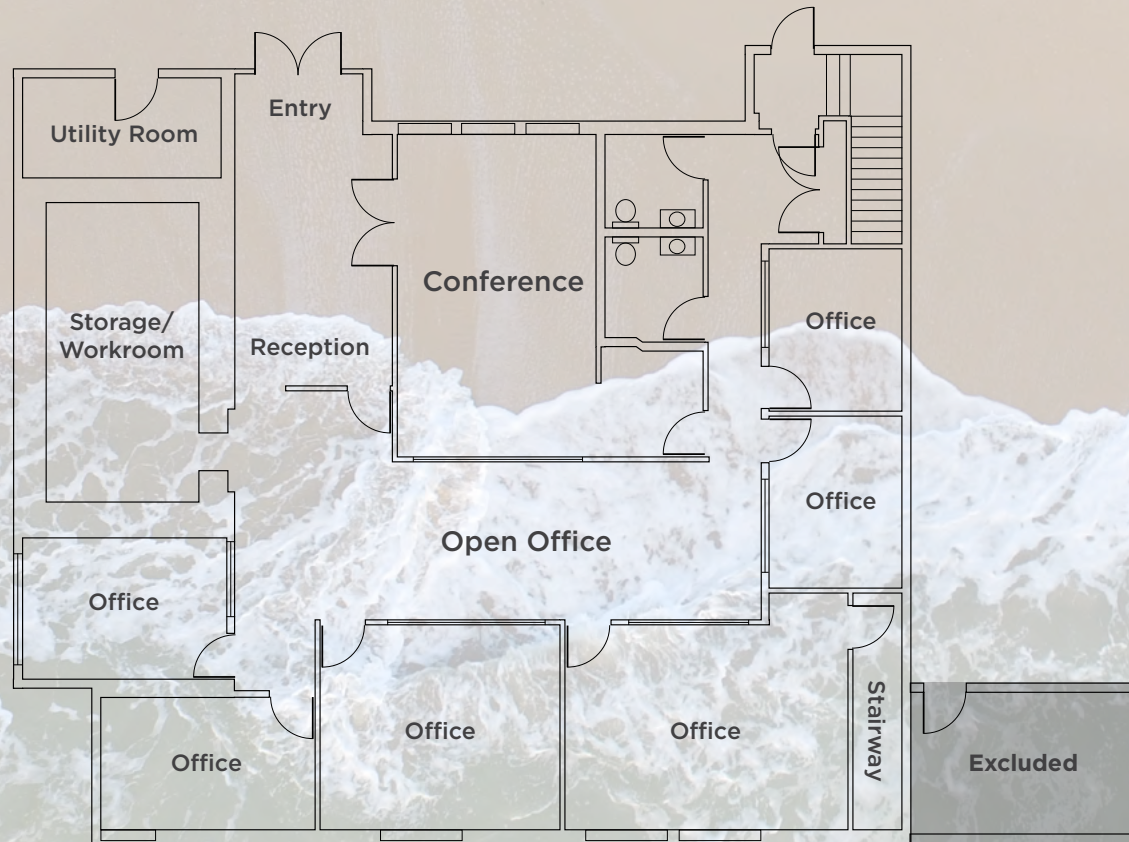 Entry
Utility Room
Conference
Storage/
Workroom
Reception
Office
Office
Open Office
Office
Office
Office
Office
Stairway
Excluded